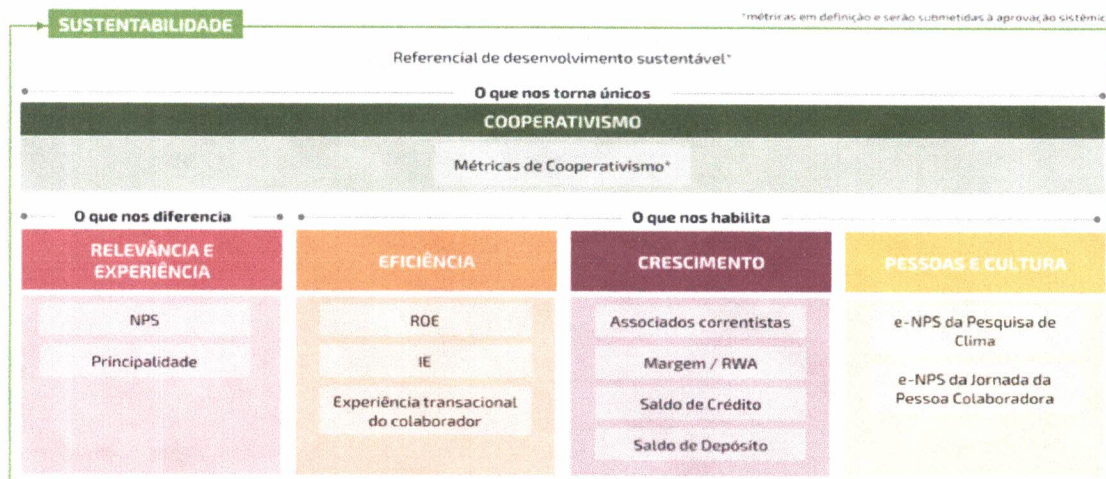 SUSTENTABILIDADE
*métricas em definição e serão submetidas à aprovação sistêmic
Referencial de desenvolvimento sustentável*
O que nos torna únicos
COOPERATIVISMO
Métricas de Cooperativismo*
O que nos diferencia
O que nos habilita
RELEVÂNCIA E
EXPERIÊNCIA
NPS
Principalidade
EFICIÊNCIA
ROE
IE
Experiência transacional
do colaborador
CRESCIMENTO
Associados correntistas
Margem / RWA
Saldo de Crédito
Saldo de Depósito
PESSOAS E CULTURA
e-NPS da Pesquisa de
Clima
e-NPS da Jornada da
Pessoa Colaboradora